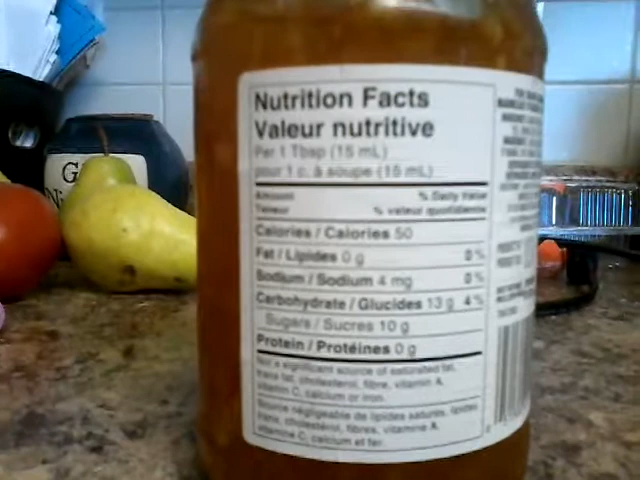 G
Ni
Nutrition Facts
Valeur nutritive
Per 1 Tbsp (15 mL)
pour 1 c. à soupe (15 mL)
Amount % Daily Value
Teneur % valeur quotidienne
Calories / Calories 50
Fat / Lipides 0 g 0 %
Sodium / Sodium 4 mg 0 %
Carbohydrate / Glucides 13 g 4 %
Sugars / Sucres 10 g
Protein / Protéines 0 g
Not a significant source of saturated fat,
trans fat, cholesterol, fibre, vitamin A,
vitamin C, calcium or iron.
Source négligeable de lipides saturés, lipides
trans, cholestérol, fibres, vitamine A,
vitamine C, calcium et fer.